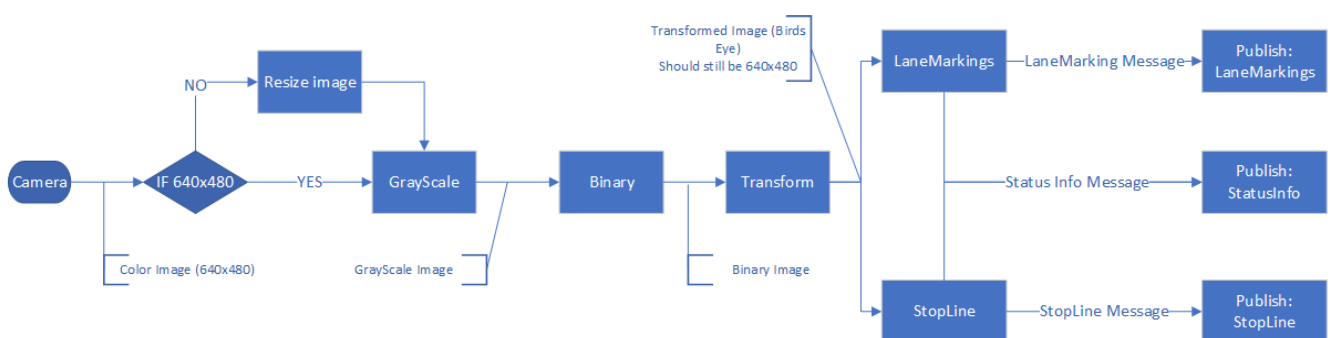 Transformed Image (Birds
Eye)
Should still be 640x480
LaneMarkings
LaneMarking Message
Publish:
LaneMarkings
NO
Resize image
Camera
IF 640x480
YES
GrayScale
Binary
Transform
Status Info Message
Publish:
StatusInfo
Color Image (640x480)
GrayScale Image
Binary Image
StopLine
StopLine Message
Publish:
StopLine